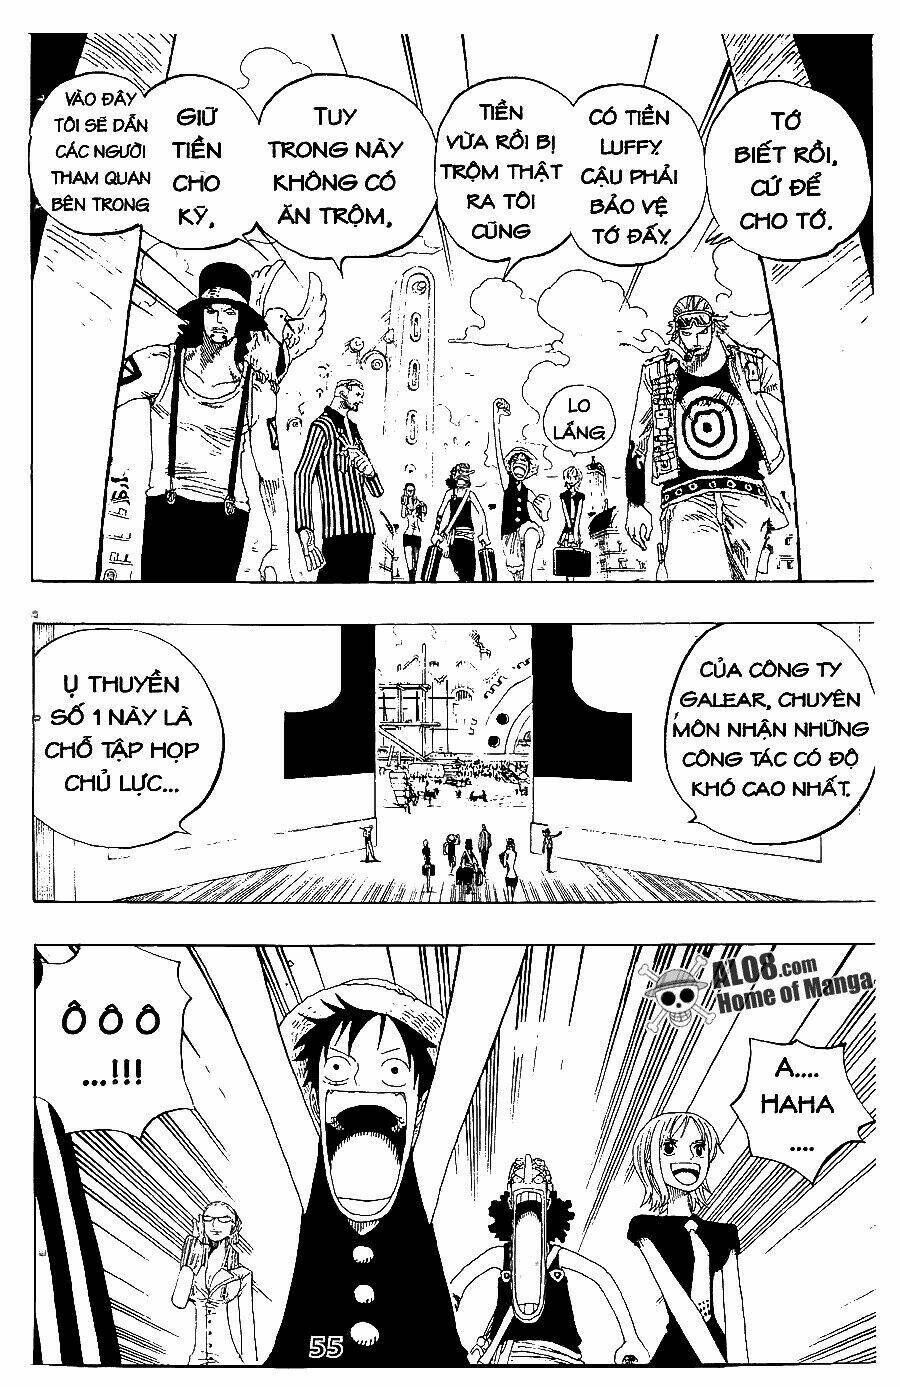 VÀO ĐÂY
TÔI SẼ DẪN
CÁC NGƯỜI
THAM QUAN
BÊN TRONG
GIỮ
TIỀN
CHO
KỸ,
TUY
TRONG NÀY
KHÔNG CÓ
ĂN TRỘM,
TIỀN
VỪA RỒI BỊ
TRỘM THẬT
RA TÔI
CŨNG
CÓ TIỀN
LUFFY.
CẬU PHẢI
BẢO VỆ
TỚ ĐẤY.
TỚ
BIẾT RỒI,
CỨ ĐỂ
CHO TỚ.
LO
LẮNG
Ụ THUYỀN
SỐ 1 NÀY LÀ
CHỖ TẬP HỌP
CHỦ LỰC...
CỦA CÔNG TY
GALEAR, CHUYÊN
MÔN NHẬN NHỮNG
CÔNG TÁC CÓ ĐỘ
KHÓ CAO NHẤT.
ALO8.com
Home of Manga
Ô Ô Ô
...!!!
A....
HAHA
....
55